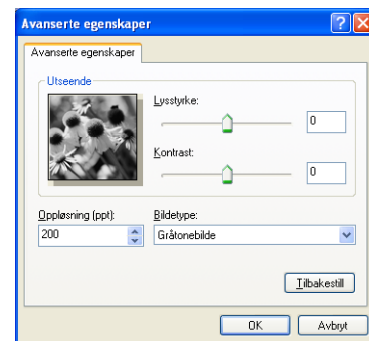 Avanserte egenskaper
Avanserte egenskaper
Utseende
Lysstyrke:
0
Kontrast:
0
Oppløsning (ppt):
Bildetype:
200
Gråtonebilde
Tilbakestill
OK
Avbryt